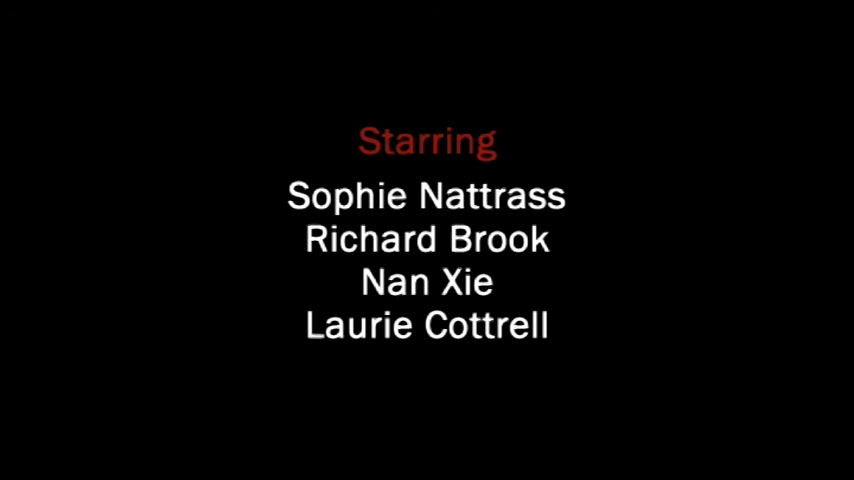 Starring
Sophie Nattrass
Richard Brook
Nan Xie
Laurie Cottrell